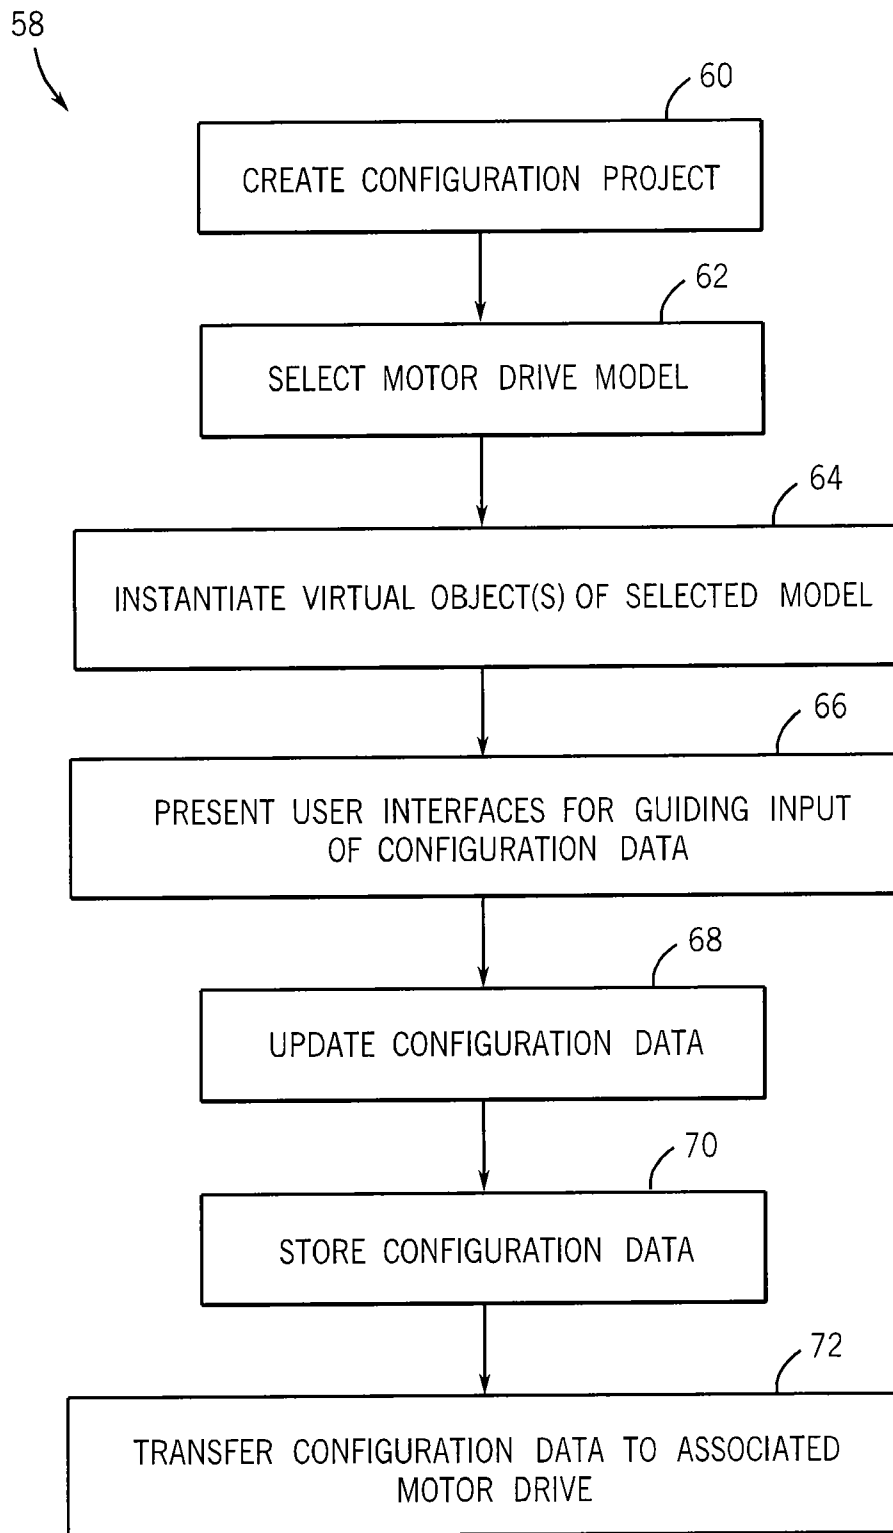 58
60
CREATE CONFIGURATION PROJECT
62
SELECT MOTOR DRIVE MODEL
64
INSTANTIATE VIRTUAL OBJECT(S) OF SELECTED MODEL
66
PRESENT USER INTERFACES FOR GUIDING INPUT
OF CONFIGURATION DATA
68
UPDATE CONFIGURATION DATA
70
STORE CONFIGURATION DATA
72
TRANSFER CONFIGURATION DATA TO ASSOCIATED
MOTOR DRIVE